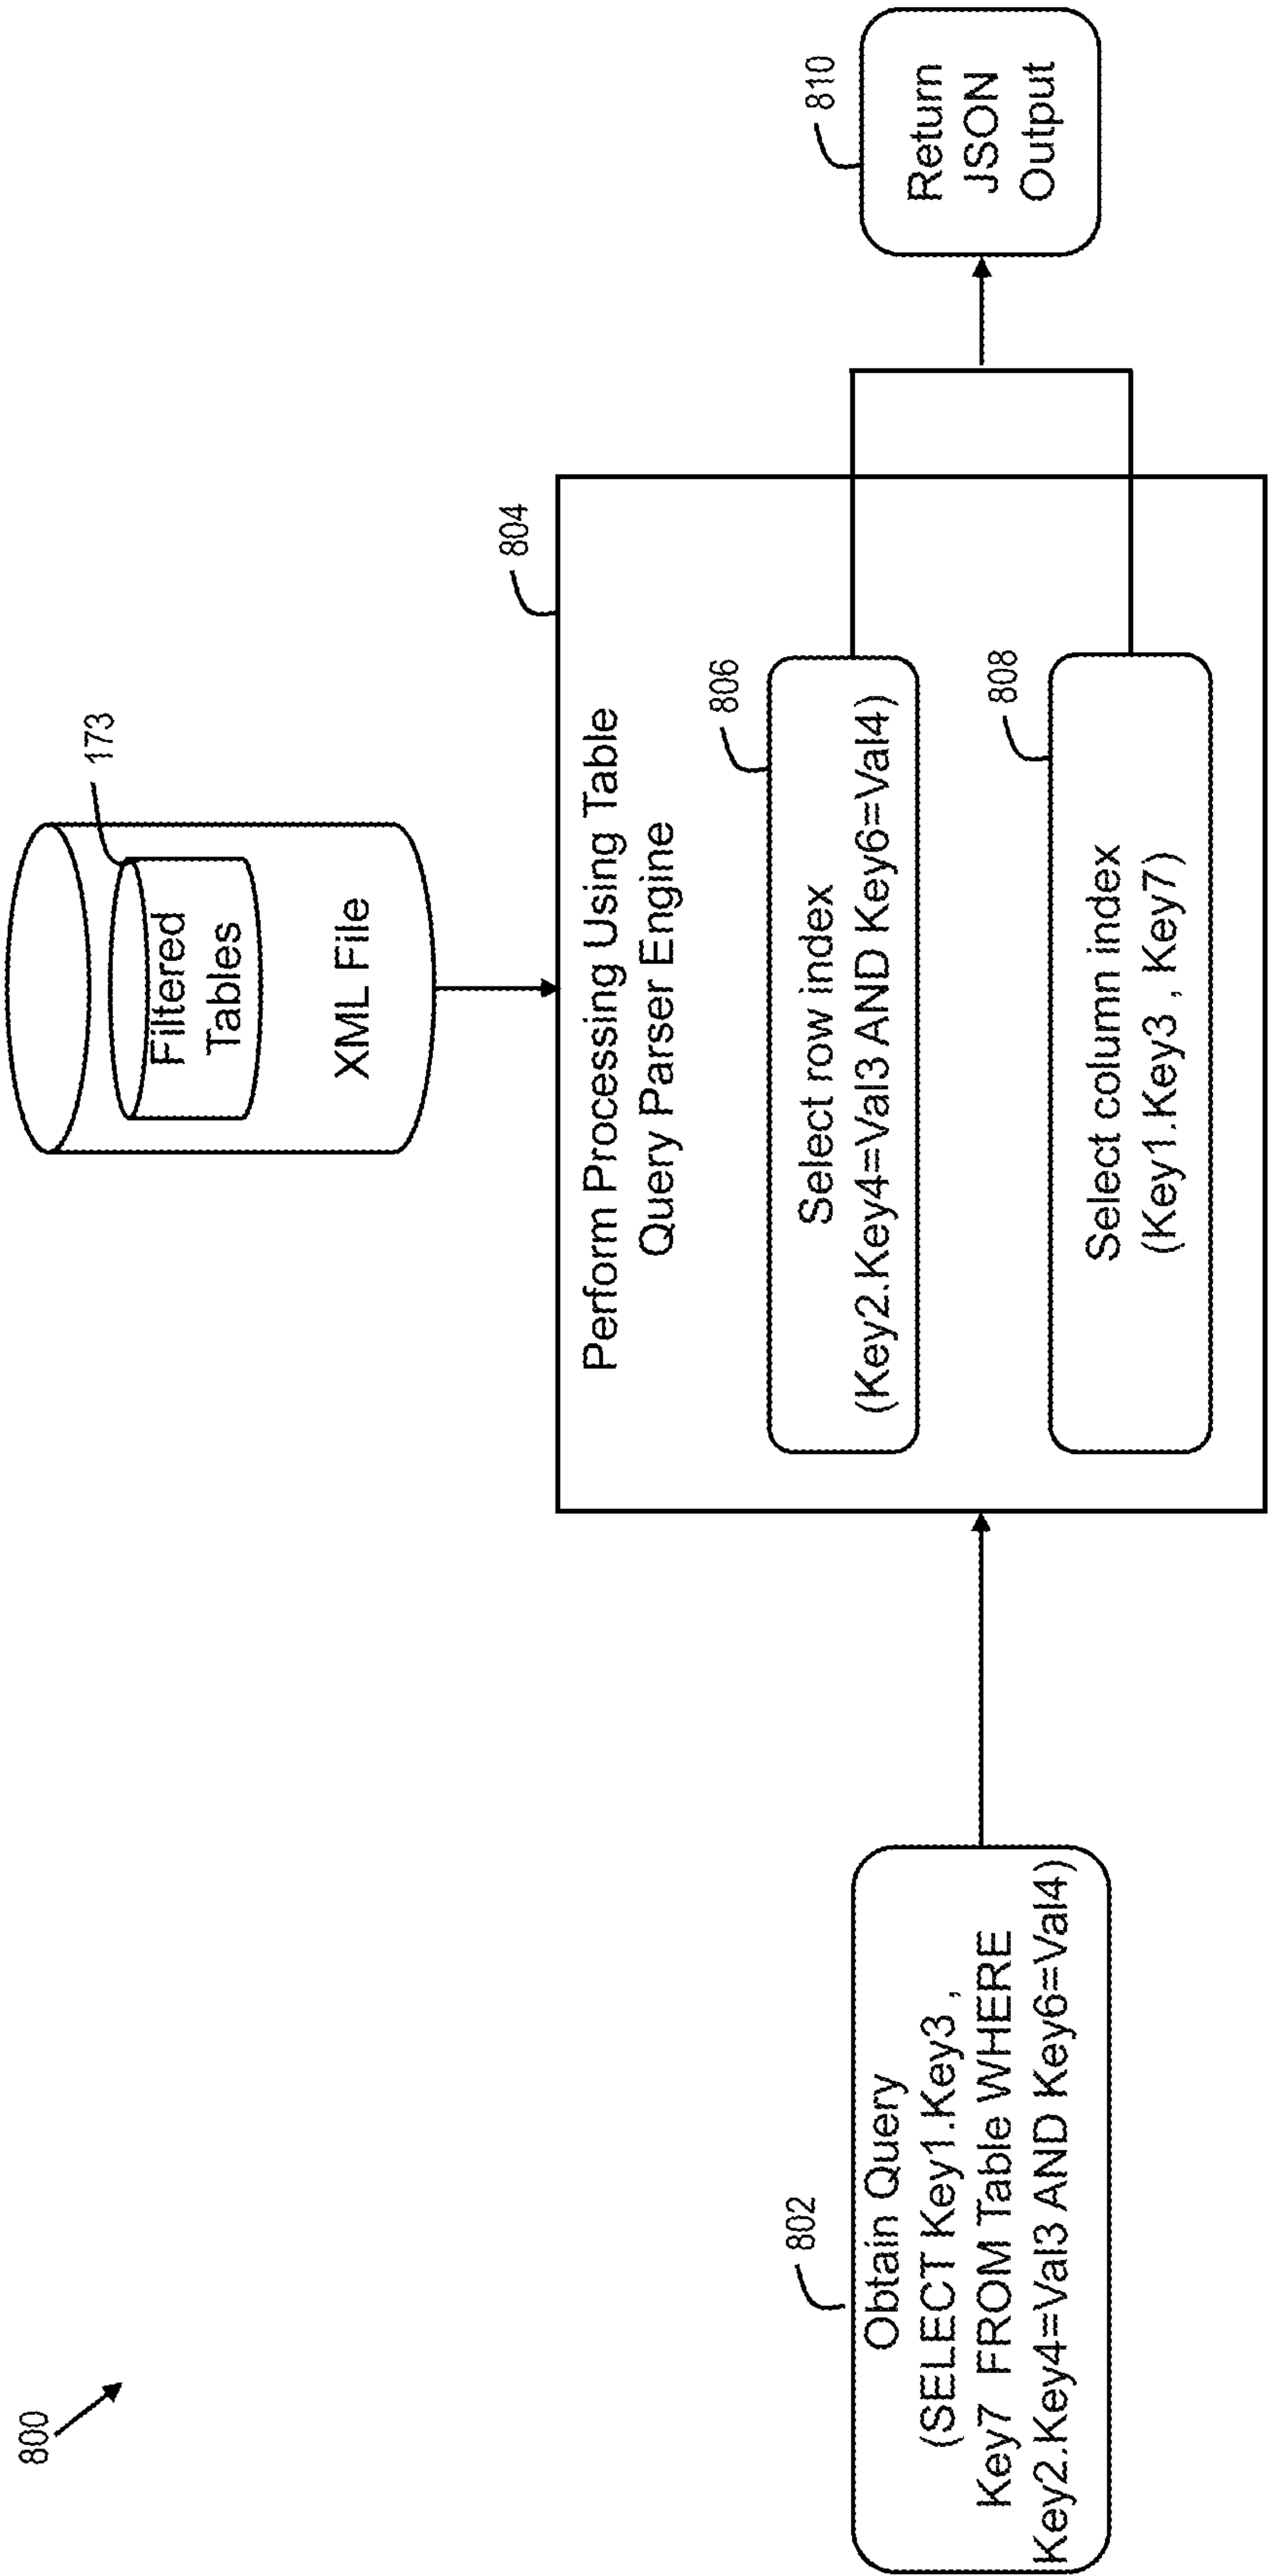 800
802
Obtain Query
(SELECT Key1.Key3 ,
Key7 FROM Table WHERE
Key2.Key4=Val3 AND Key6=Val4)
173
Filtered
Tables
XML File
804
Perform Processing Using Table
Query Parser Engine
806
Select row index
(Key2.Key4=Val3 AND Key6=Val4)
808
Select column index
(Key1.Key3 , Key7)
810
Return
JSON
Output